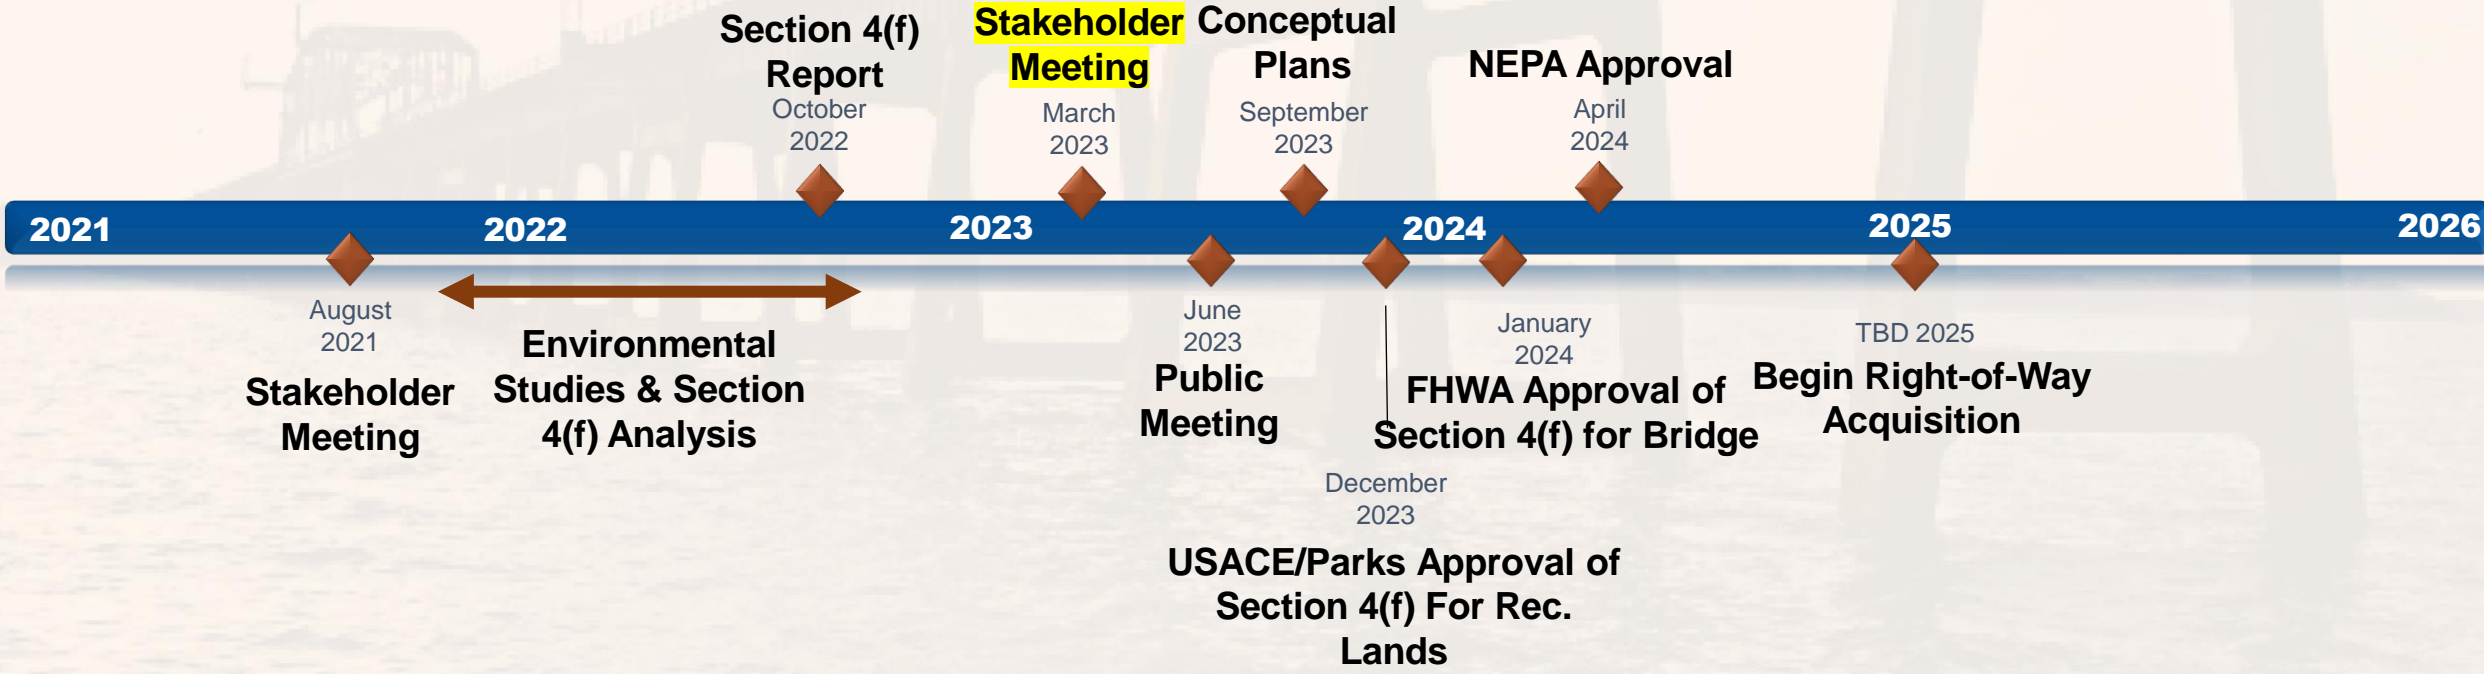 Section 4(f)
Report
October
2022
Stakeholder
Meeting
March
2023
Conceptual
Plans
September
2023
NEPA Approval
April
2024
2021
2022
2023
2024
2025
2026
August
2021
Stakeholder
Meeting
Environmental
Studies & Section
4(f) Analysis
June
2023
Public
Meeting
January
2024
FHWA Approval of
Section 4(f) for Bridge
TBD 2025
Begin Right-of-Way
Acquisition
December
2023
USACE/Parks Approval of
Section 4(f) For Rec.
Lands